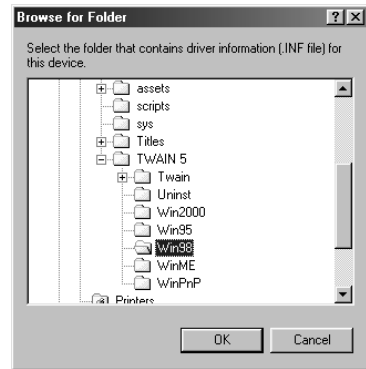 Browse for Folder
Select the folder that contains driver information (.INF file) for
this device.
assets
scripts
sys
Titles
TWAIN 5
Twain
Uninst
Win2000
Win95
Win98
WinME
WinPnP
Printers
OK
Cancel